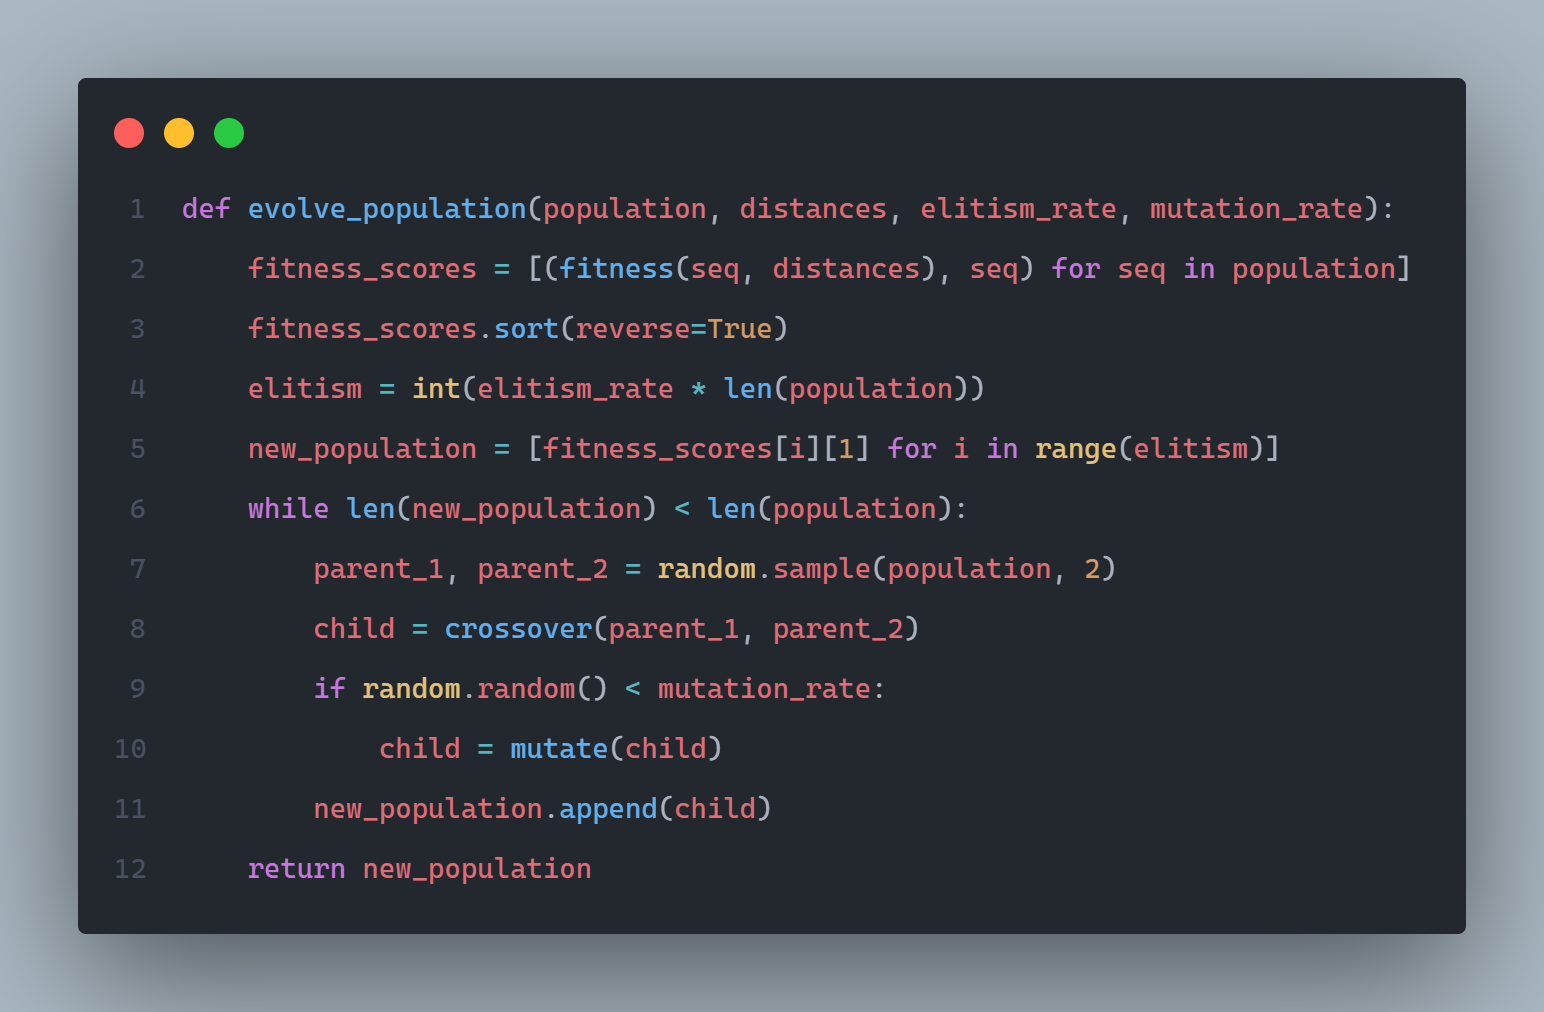 1 def evolve_population(population, distances, elitism_rate, mutation_rate):
2     fitness_scores = [(fitness(seq, distances), seq) for seq in population]
3     fitness_scores.sort(reverse=True)
4     elitism = int(elitism_rate * len(population))
5     new_population = [fitness_scores[i][1] for i in range(elitism)]
6     while len(new_population) < len(population):
7         parent_1, parent_2 = random.sample(population, 2)
8         child = crossover(parent_1, parent_2)
9         if random.random() < mutation_rate:
10             child = mutate(child)
11         new_population.append(child)
12     return new_population